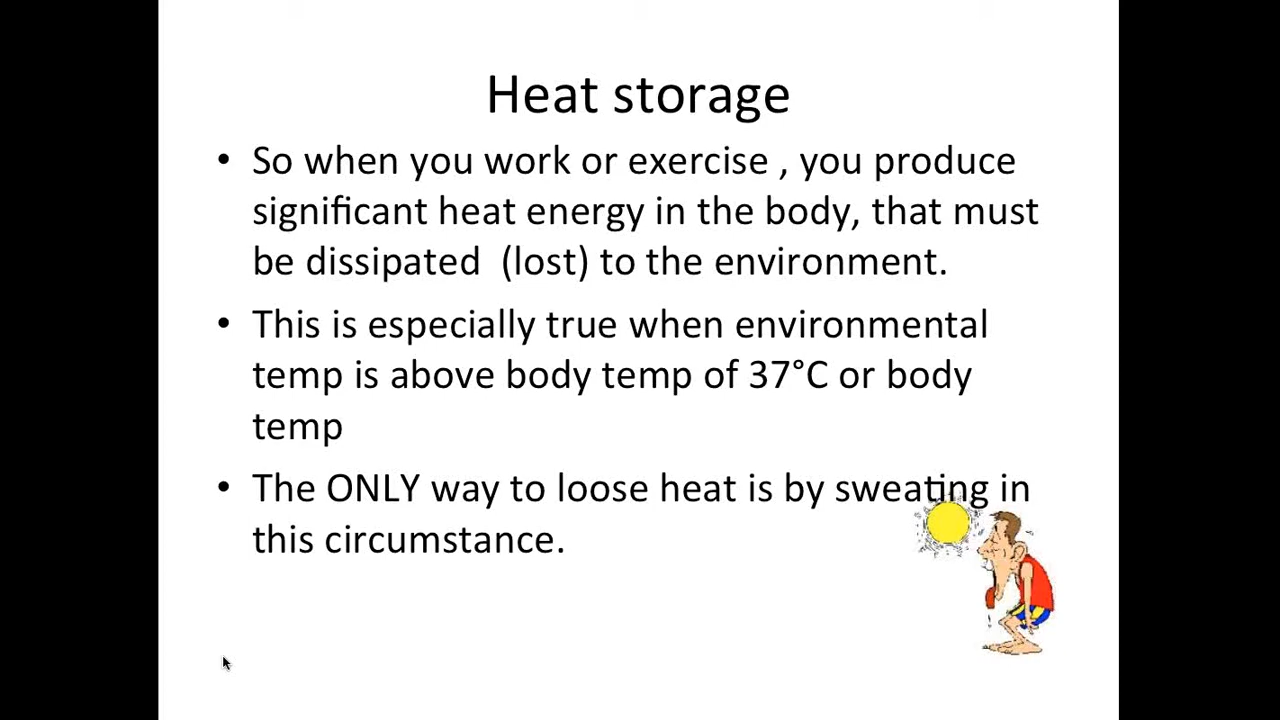 Heat storage
• So when you work or exercise , you produce
significant heat energy in the body, that must
be dissipated  (lost) to the environment.
• This is especially true when environmental
temp is above body temp of 37°C or body
temp
• The ONLY way to loose heat is by sweating in
this circumstance.